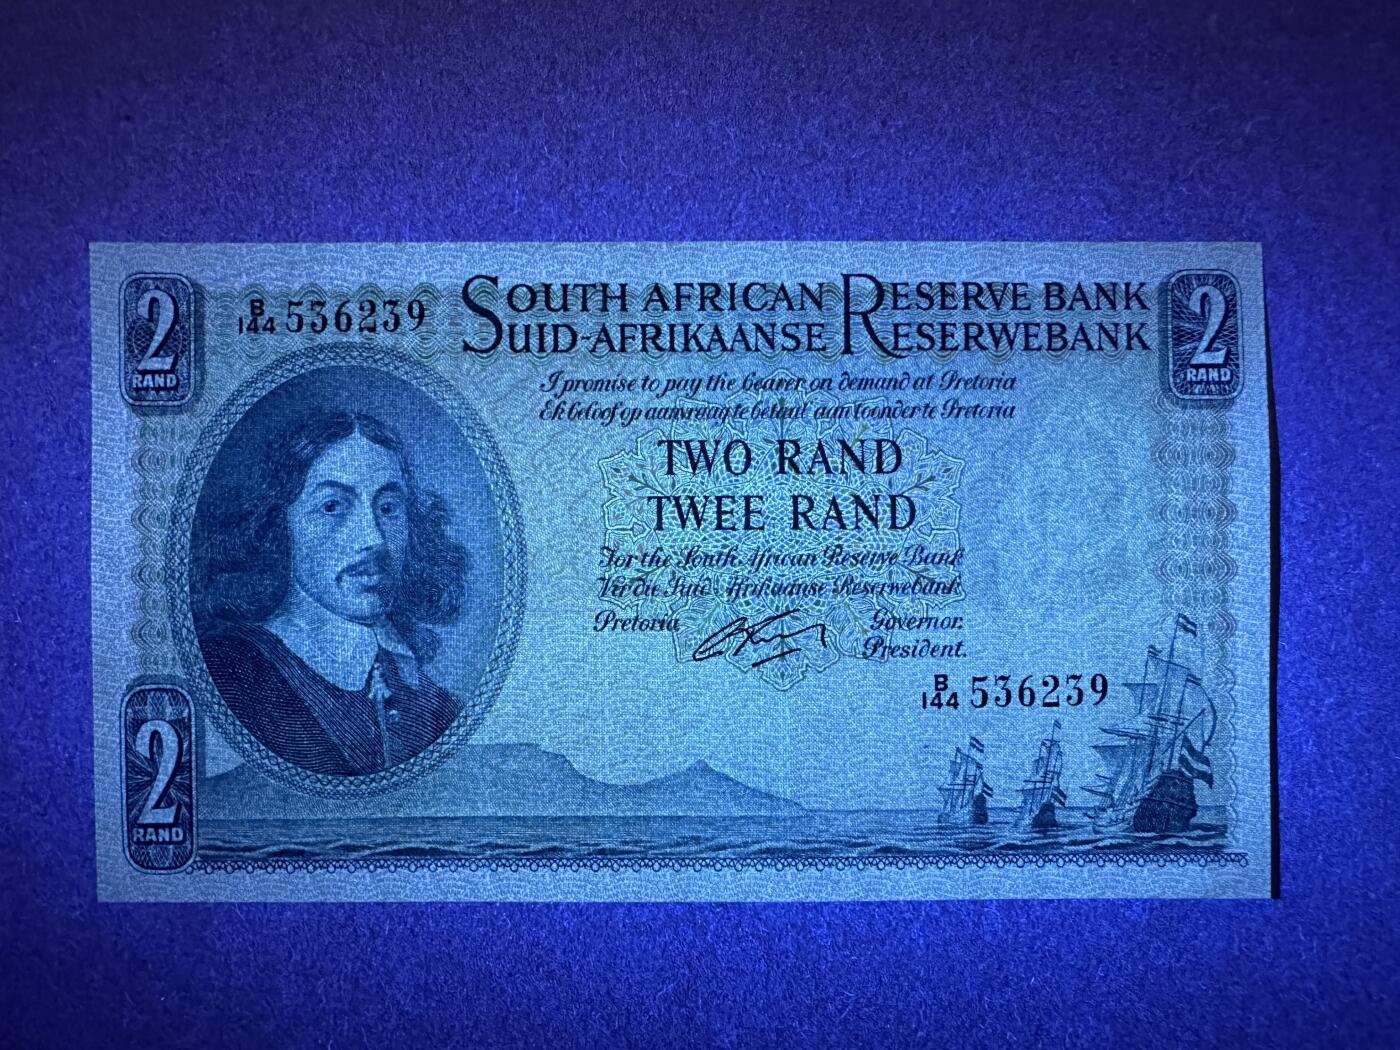 2 RAND
B/144 536239
SOUTH AFRICAN RESERVE BANK
SUID-AFRIKAANSE RESERWEBANK
2 RAND
I promise to pay the bearer on demand at Pretoria
Ek beloof op aanvraag te betaal aan toonder te Pretoria
TWO RAND
TWEE RAND
For the South African Reserve Bank
Vir die Suid-Afrikaanse Reserwebank
Pretoria
Governor.
President.
B/144 536239
2 RAND